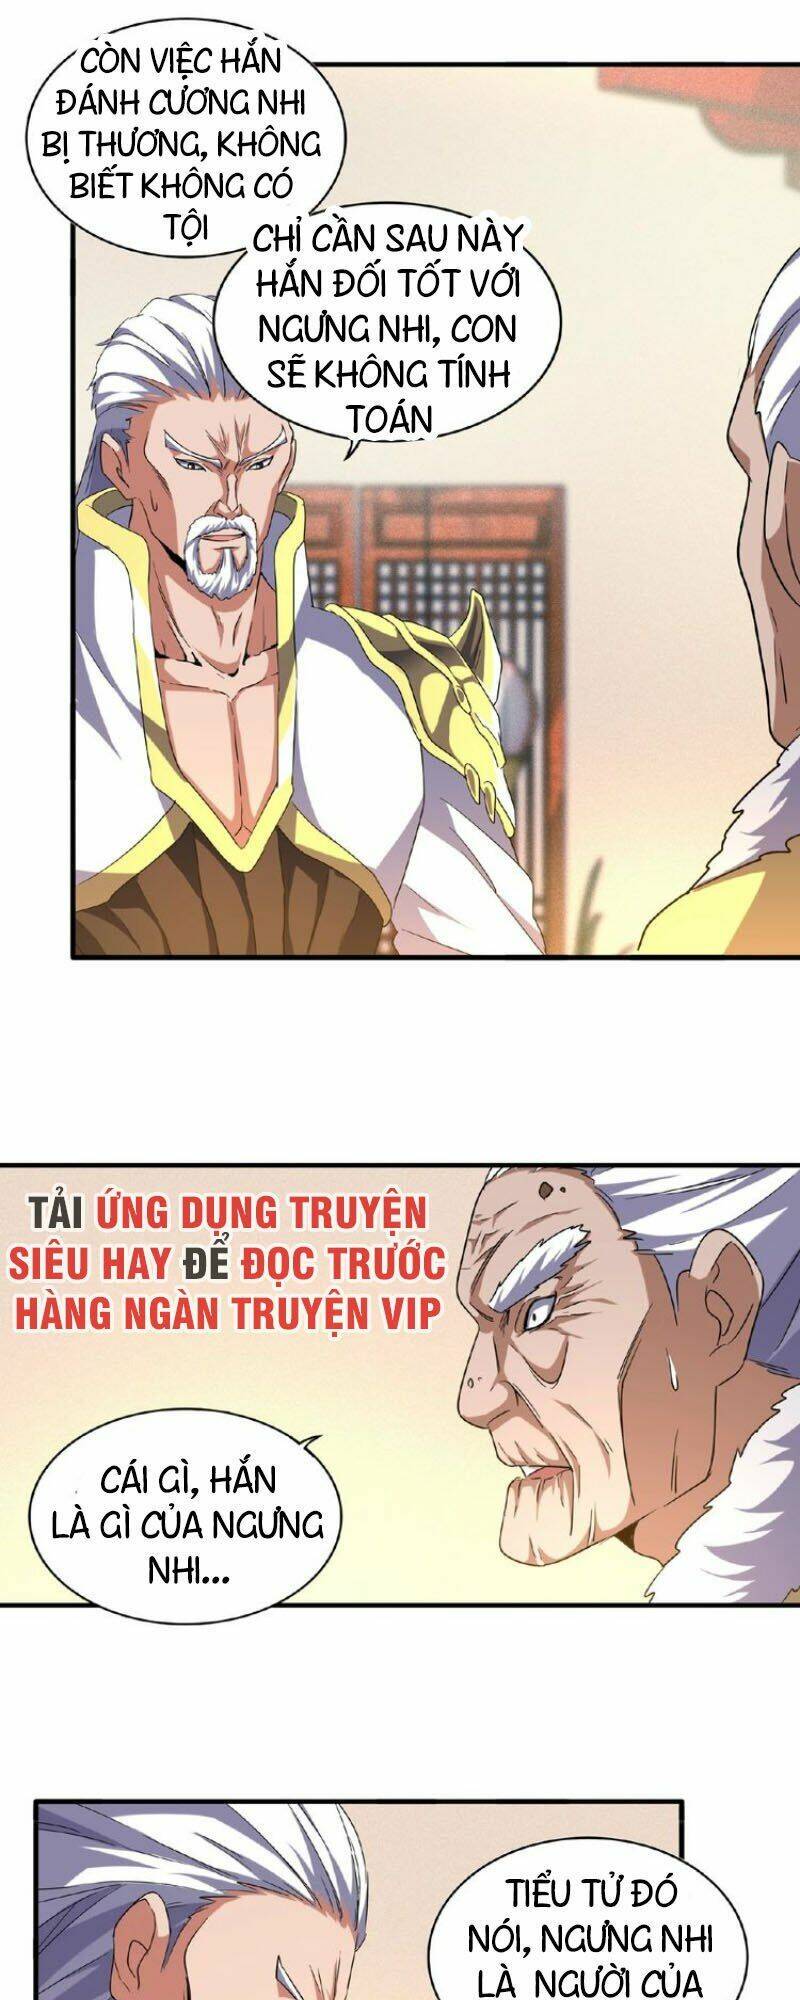 CÒN VIỆC HẮN
ĐÁNH CƯƠNG NHI
BỊ THƯƠNG, KHÔNG
BIẾT KHÔNG CÓ
TỘI
CHỈ CẦN SAU NÀY
HẮN ĐỐI TỐT VỚI
NGƯNG NHI, CON
SẼ KHÔNG TÍNH
TOÁN
TẢI ỨNG DỤNG TRUYỆN
SIÊU HAY ĐỂ ĐỌC TRƯỚC
HÀNG NGÀN TRUYỆN VIP
CÁI GÌ, HẮN
LÀ GÌ CỦA NGƯNG
NHI...
TIỂU TỬ ĐÓ
NÓI, NGƯNG NHI
LÀ NGƯỜI CỦA